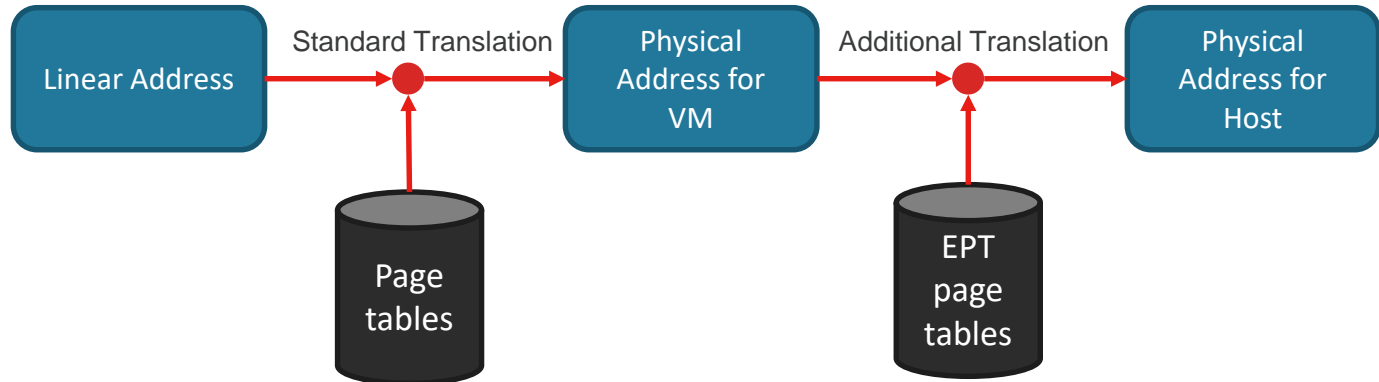 Linear Address
Standard Translation
Physical
Address for
VM
Additional Translation
Physical
Address for
Host
Page
tables
EPT
page
tables